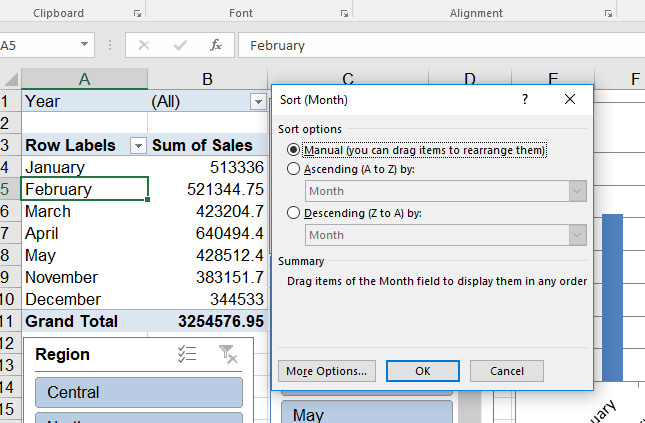 Clipboard Font Alignment
A5 fx February
A B C D E F
1 Year (All)
2
3 Row Labels Sum of Sales
4 January 513336
5 February 521344.75
6 March 423204.7
7 April 640494.4
8 May 428512.4
9 November 383151.7
10 December 344533
11 Grand Total 3254576.95
12
13
14
15
Region
Central
May
uary
Sort (Month) ?
Sort options
Manual (you can drag items to rearrange them)
Ascending (A to Z) by:
Month
Descending (Z to A) by:
Month
Summary
Drag items of the Month field to display them in any order
More Options... OK Cancel